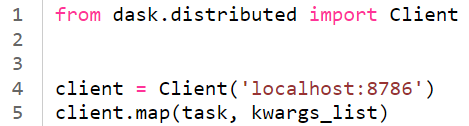 1 from dask.distributed import Client
2
3
4 client = Client('localhost:8786')
5 client.map(task, kwargs_list)